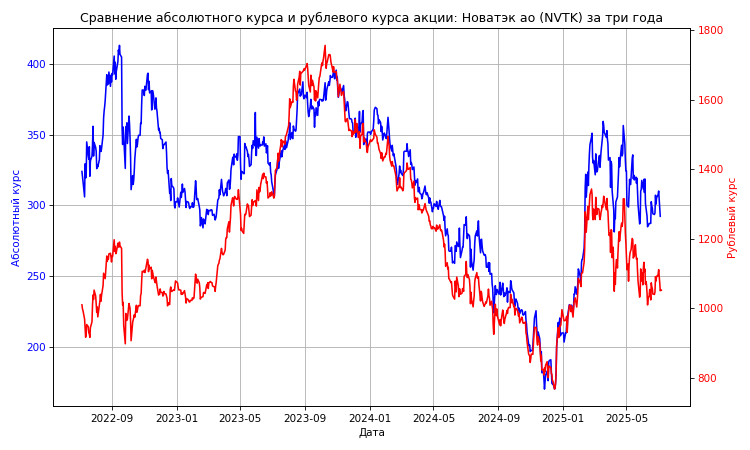 Сравнение абсолютного курса и рублевого курса акции: Новатэк ао (NVTK) за три года
Абсолютный курс
400
350
300
250
200
1800
1600
1400
1200
1000
800
Рублевый курс
2022-09 2023-01 2023-05 2023-09 2024-01 2024-05 2024-09 2025-01 2025-05
Дата